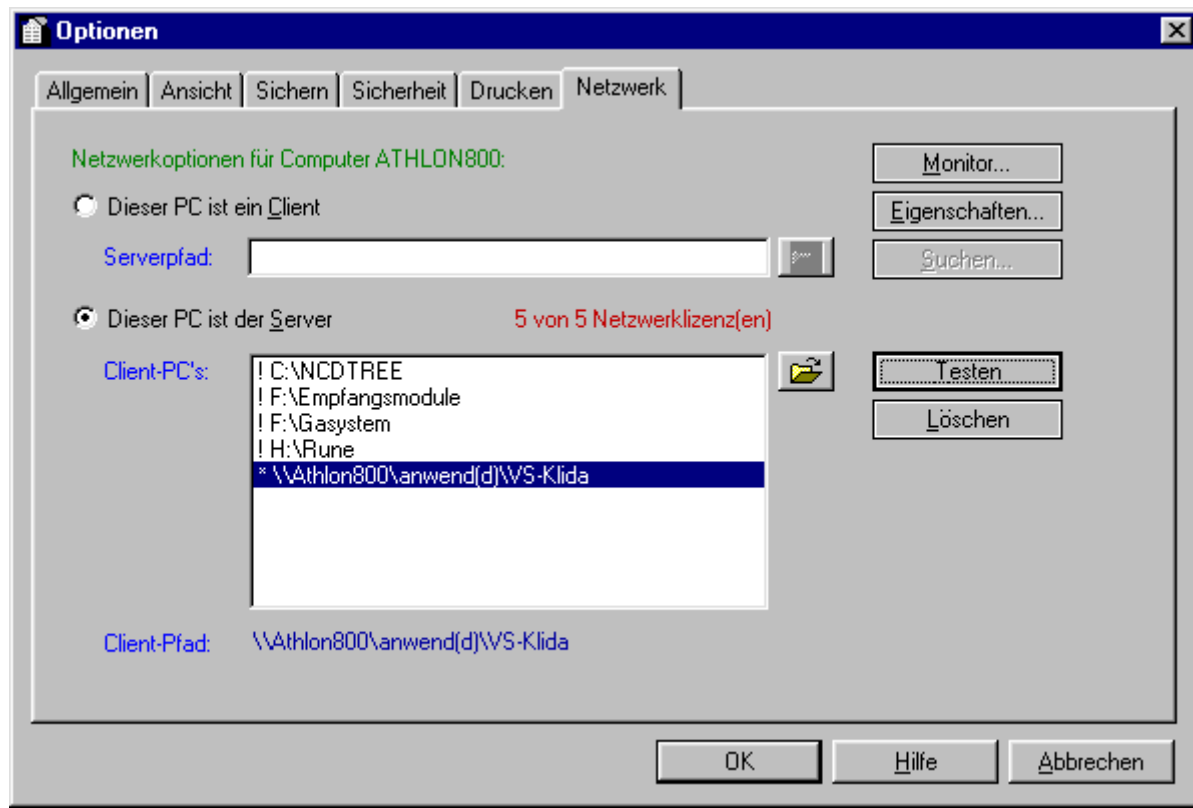 Optionen
Allgemein Ansicht Sichern Sicherheit Drucken Netzwerk
Netzwerkoptionen für Computer ATHLON800:
Monitor...
Dieser PC ist ein Client
Eigenschaften...
Serverpfad:
Suchen...
Dieser PC ist der Server 5 von 5 Netzwerklizenz(en)
Client-PC's:
! C:\NCDTREE
! F:\Empfangsmodule
! F:\Gasystem
! H:\Rune
* \\Athlon800\anwend(d)\VS-Klida
Testen
Löschen
Client-Pfad: \\Athlon800\anwend(d)\VS-Klida
OK Hilfe Abbrechen